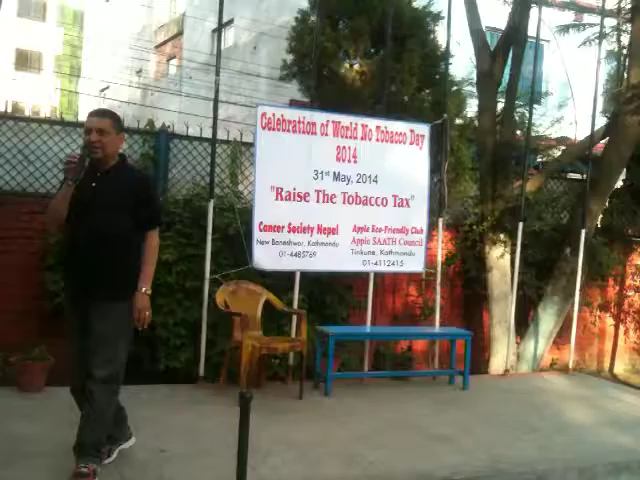 Celebration of World No Tobacco Day
2014
31st May, 2014
"Raise The Tobacco Tax"
Cancer Society Nepal
New Baneshwor, Kathmandu
01-4485769
Apple Eco-Friendly Club
Apple SAATH Council
Tinkune, Kathmandu
01-4112415